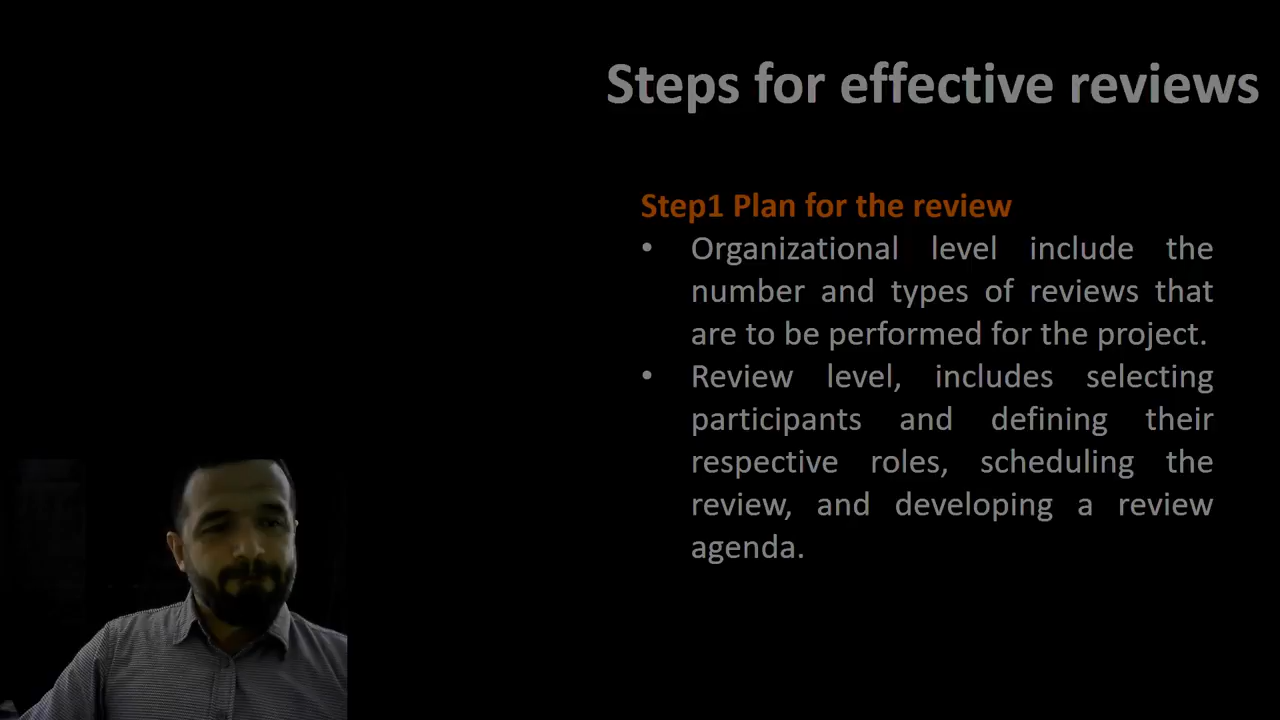 Steps for effective reviews
Step1 Plan for the review
• Organizational level include the
number and types of reviews that
are to be performed for the project.
• Review level, includes selecting
participants and defining their
respective roles, scheduling the
review, and developing a review
agenda.